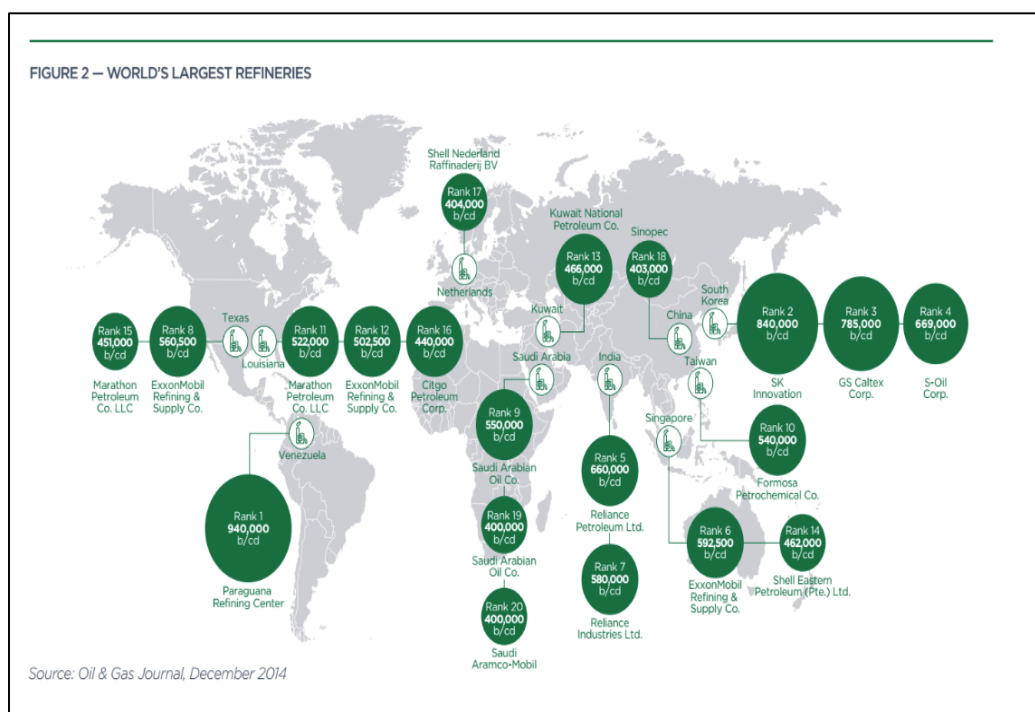 FIGURE 2 — WORLD'S LARGEST REFINERIES
Shell Nederland
Raffinaderij BV
Rank 17
404,000
b/cd
Netherlands
Kuwait National
Petroleum Co.
Rank 13
466,000
b/cd
Kuwait
Sinopec
Rank 18
403,000
b/cd
China
South
Korea
Rank 2
840,000
b/cd
SK
Innovation
Rank 3
785,000
b/cd
GS Caltex
Corp.
Rank 4
669,000
b/cd
S-Oil
Corp.
Texas
Rank 15
451,000
b/cd
Marathon
Petroleum
Co. LLC
Rank 8
560,500
b/cd
ExxonMobil
Refining
& Supply Co.
Louisiana
Rank 11
522,000
b/cd
Marathon
Petroleum
Co. LLC
Rank 12
502,500
b/cd
ExxonMobil
Refining
& Supply Co.
Rank 16
440,000
b/cd
Citgo
Petroleum
Corp.
Saudi Arabia
Rank 9
550,000
b/cd
Saudi Arabian
Oil Co.
Rank 19
400,000
b/cd
Saudi Arabian
Oil Co.
Rank 20
400,000
b/cd
Saudi
Aramco-Mobil
India
Rank 5
660,000
b/cd
Reliance
Petroleum Ltd.
Rank 7
580,000
b/cd
Reliance
Industries Ltd.
Taiwan
Rank 10
540,000
b/cd
Formosa
Petrochemical Co.
Singapore
Rank 6
592,500
b/cd
ExxonMobil
Refining &
Supply Co.
Rank 14
462,000
b/cd
Shell Eastern
Petroleum (Pte.) Ltd.
Venezuela
Rank 1
940,000
b/cd
Paraguana
Refining Center
Source: Oil & Gas Journal, December 2014